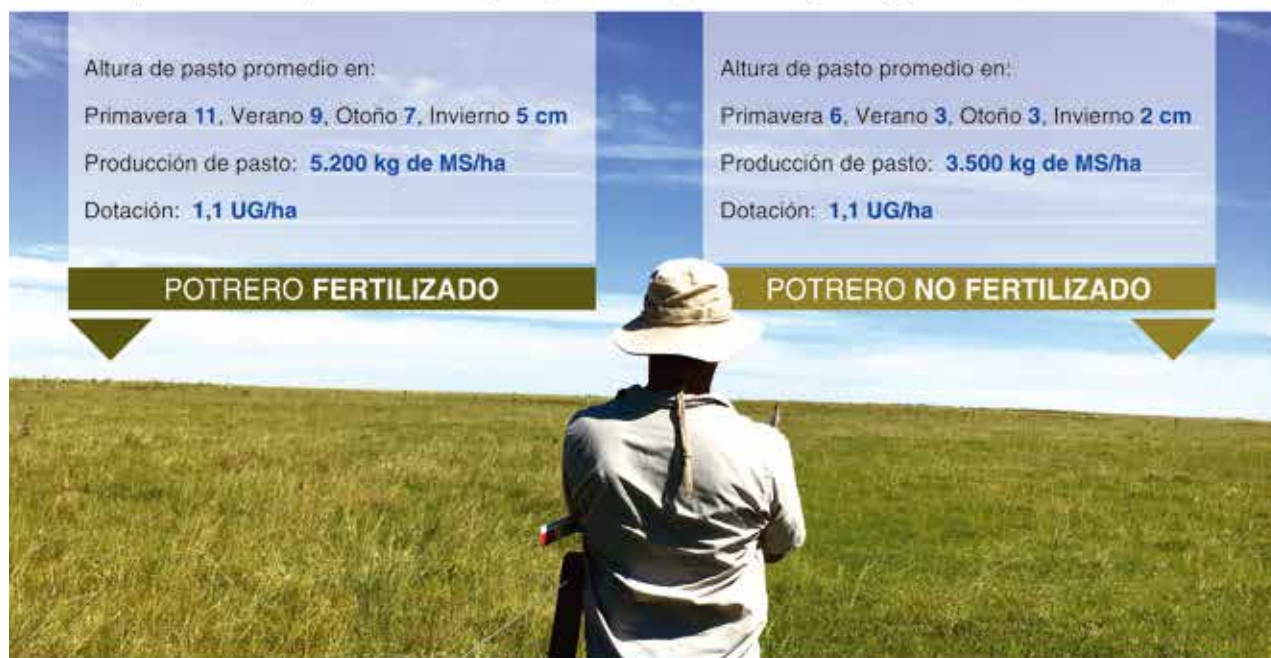 Altura de pasto promedio en:
Primavera 11, Verano 9, Otoño 7, Invierno 5 cm
Producción de pasto: 5.200 kg de MS/ha
Dotación: 1,1 UG/ha
POTRERO FERTILIZADO
Altura de pasto promedio en:
Primavera 6, Verano 3, Otoño 3, Invierno 2 cm
Producción de pasto: 3.500 kg de MS/ha
Dotación: 1,1 UG/ha
POTRERO NO FERTILIZADO